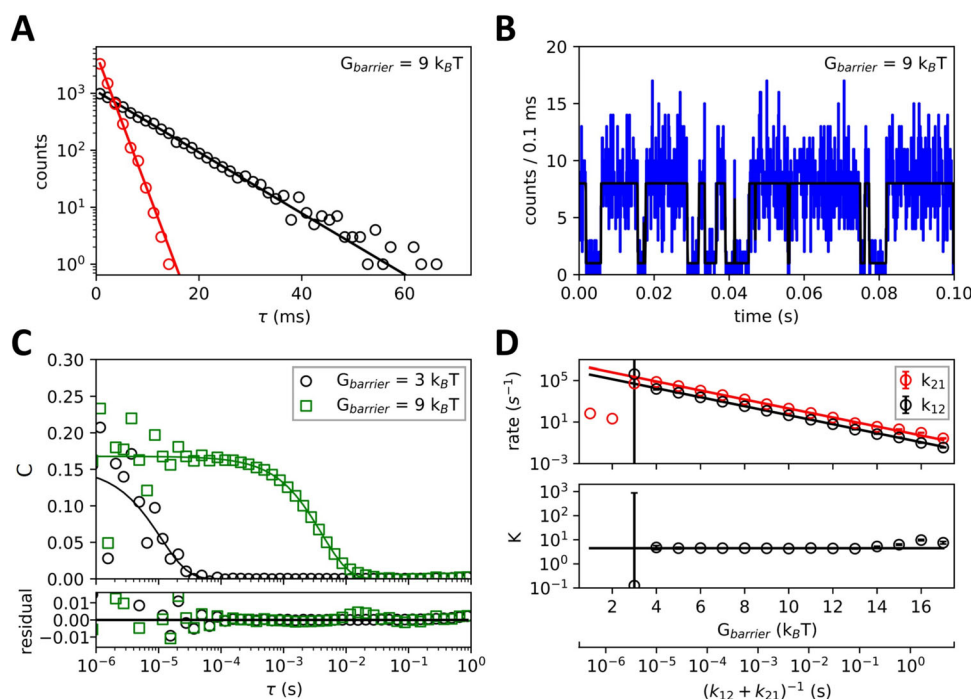 A
G_barrier = 9 k_BT
counts
10^3
10^2
10^1
10^0
0 20 40 60
τ (ms)
B
G_barrier = 9 k_BT
counts / 0.1 ms
20
15
10
5
0
0.00 0.02 0.04 0.06 0.08 0.10
time (s)
C
G_barrier = 3 k_BT
G_barrier = 9 k_BT
C
0.30
0.25
0.20
0.15
0.10
0.05
0.00
residual
0.01
0.00
−0.01
10^−6 10^−5 10^−4 10^−3 10^−2 10^−1 10^0
τ (s)
D
k_21
k_12
rate (s^−1)
10^5
10^1
10^−3
K
10^3
10^2
10^1
10^0
10^−1
2 4 6 8 10 12 14 16
G_barrier (k_BT)
10^−6 10^−5 10^−4 10^−3 10^−2 10^−1 10^0
(k_12 + k_21)^−1 (s)